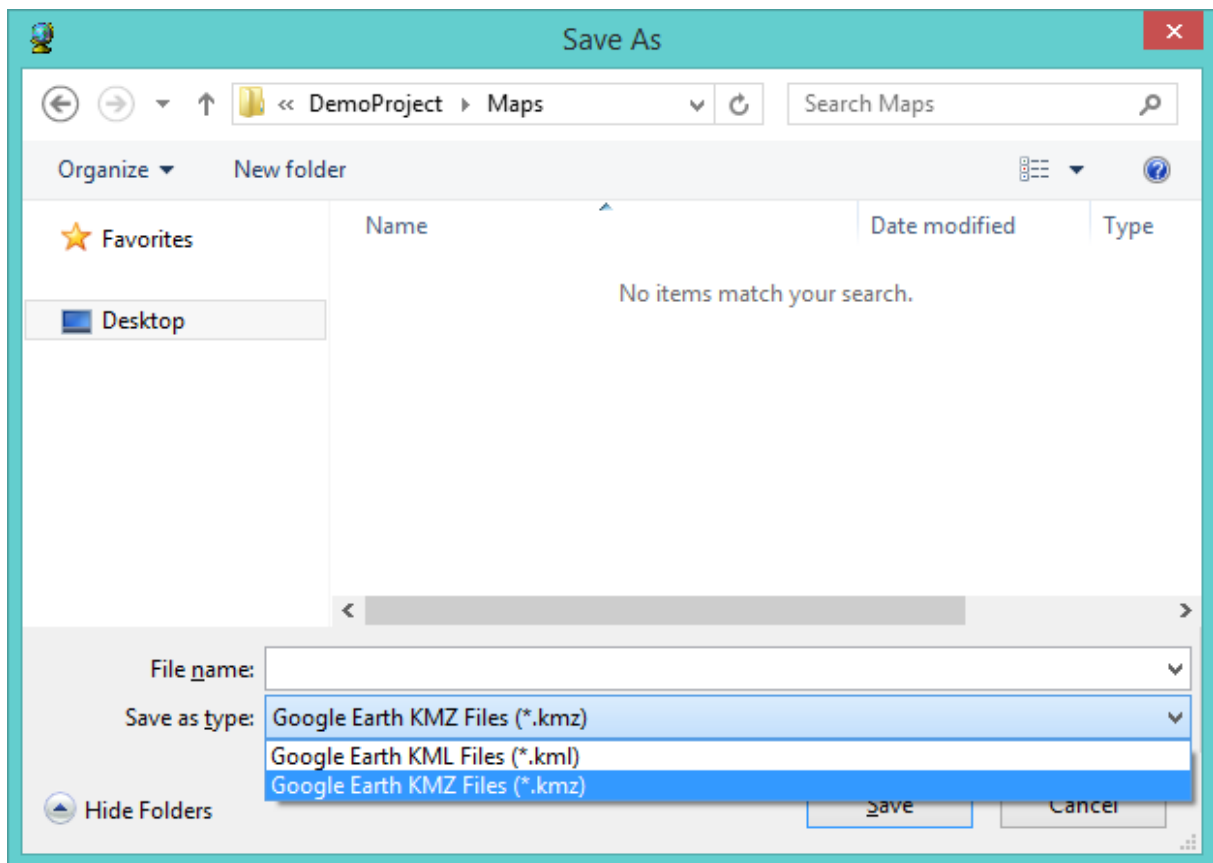 Save As
« DemoProject Maps Search Maps
Organize New folder
Favorites Name Date modified Type
No items match your search.
Desktop
File name:
Save as type: Google Earth KMZ Files (*.kmz)
Google Earth KML Files (*.kml)
Google Earth KMZ Files (*.kmz)
Hide Folders Save Cancel